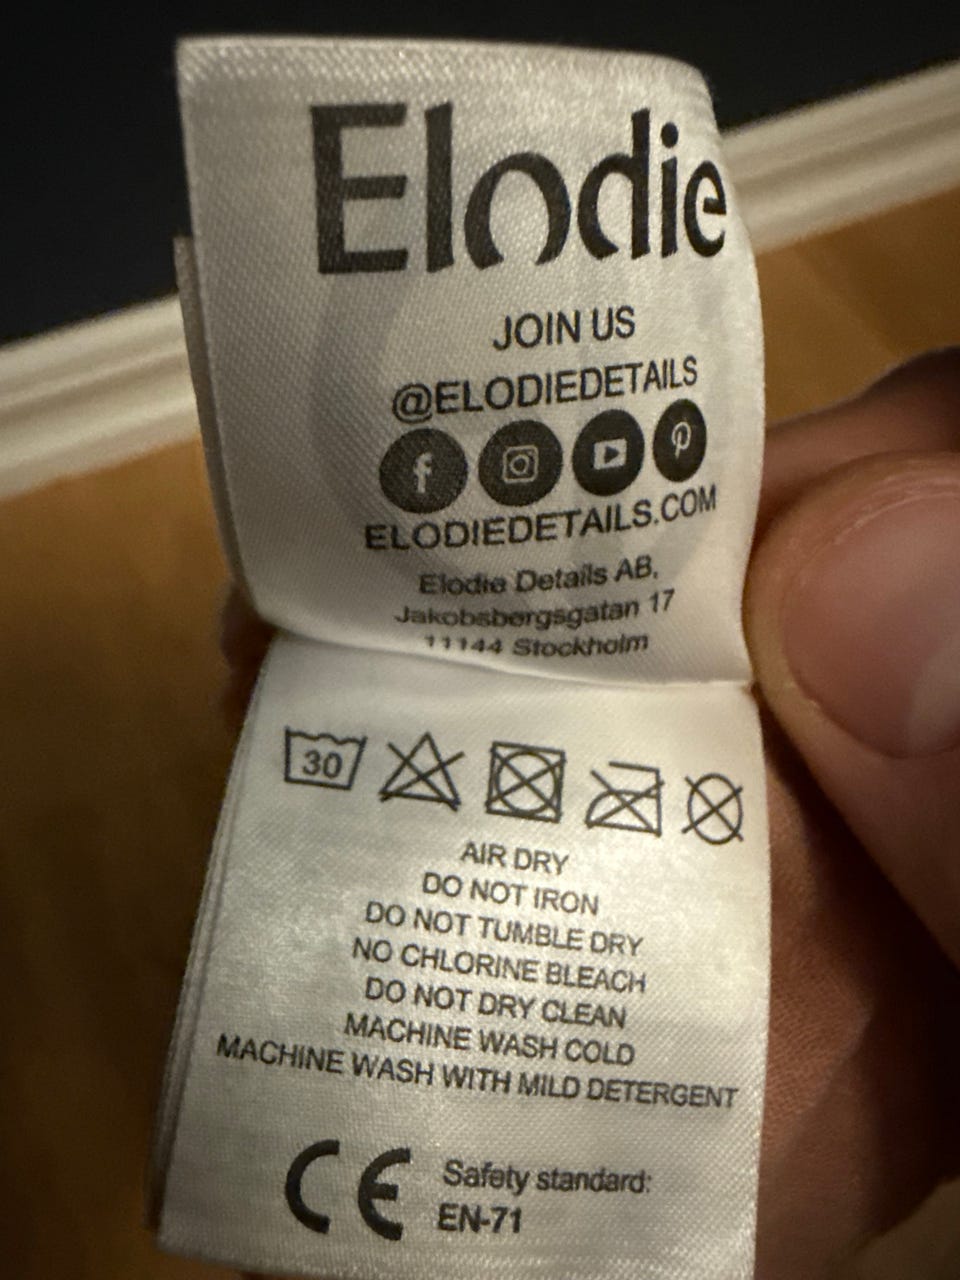 Elodie
JOIN US
@ELODIEDETAILS
ELODIEDETAILS.COM
Elodie Details AB,
Jakobsbergsgatan 17
11144 Stockholm
30
AIR DRY
DO NOT IRON
DO NOT TUMBLE DRY
NO CHLORINE BLEACH
DO NOT DRY CLEAN
MACHINE WASH COLD
MACHINE WASH WITH MILD DETERGENT
CE Safety standard:
EN-71